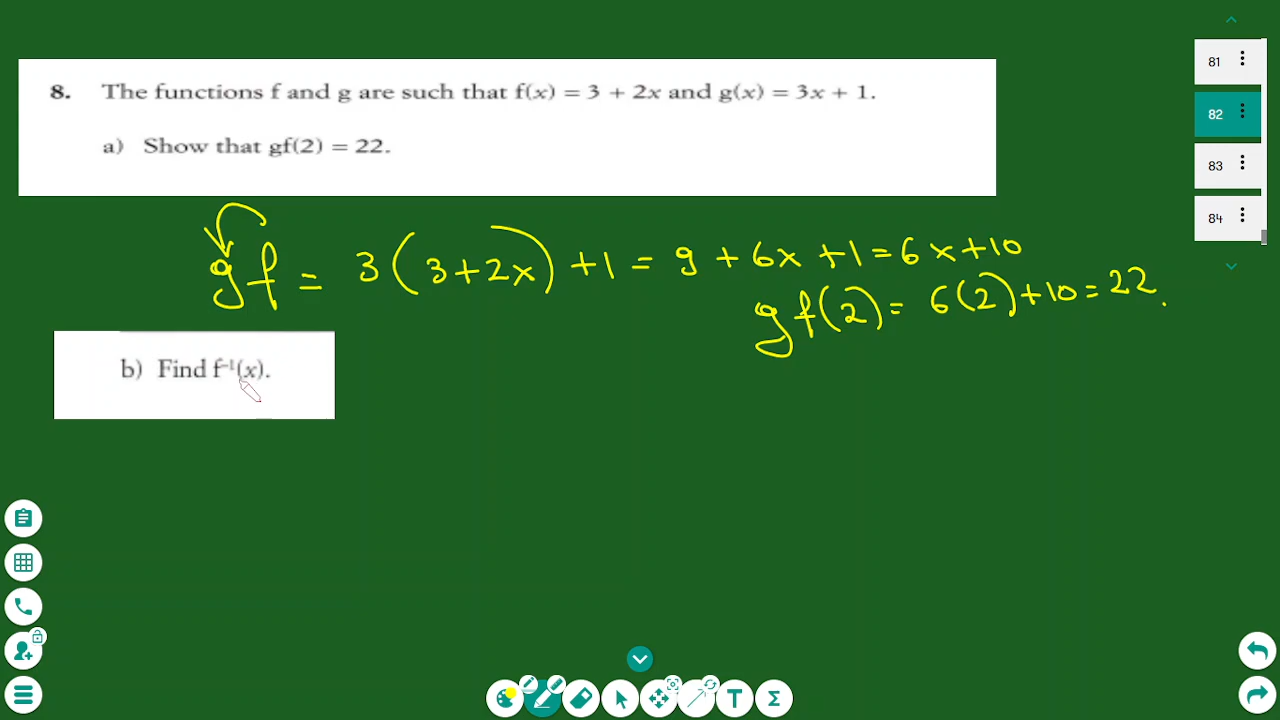 8. The functions f and g are such that f(x) = 3 + 2x and g(x) = 3x + 1.
a) Show that gf(2) = 22.
gf = 3(3+2x) +1 = 9 + 6x +1 = 6x+10
gf(2) = 6(2)+10 = 22.
b) Find f⁻¹(x).
81
82
83
84
T
Σ